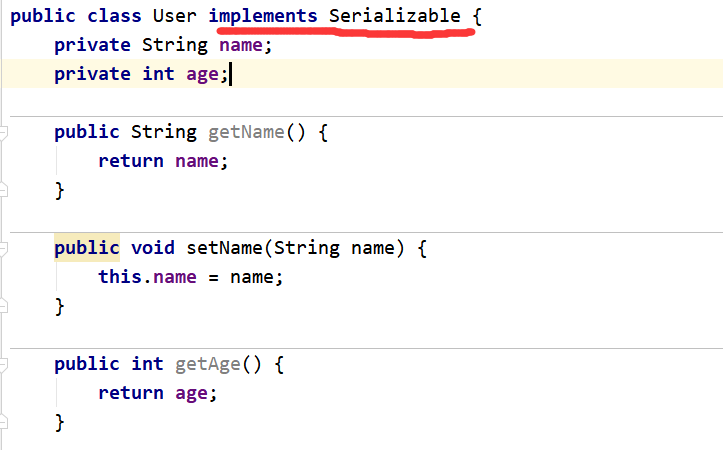 public class User implements Serializable {
private String name;
private int age;
public String getName() {
return name;
}
public void setName(String name) {
this.name = name;
}
public int getAge() {
return age;
}